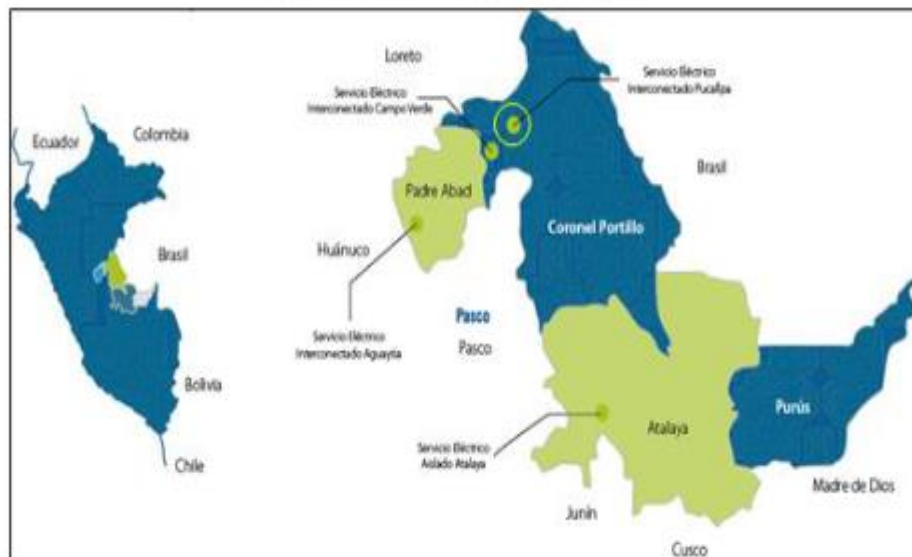 Ecuador
Colombia
Brasil
Bolivia
Chile
Loreto
Servicio Eléctrico
Interconectado Campo Verde
Servicio Eléctrico
Interconectado Pucallpa
Brasil
Padre Abad
Coronel Portillo
Huánuco
Servicio Eléctrico
Interconectado Aguaytía
Pasco
Pasco
Servicio Eléctrico
Aislado Atalaya
Atalaya
Purús
Madre de Dios
Junín
Cusco